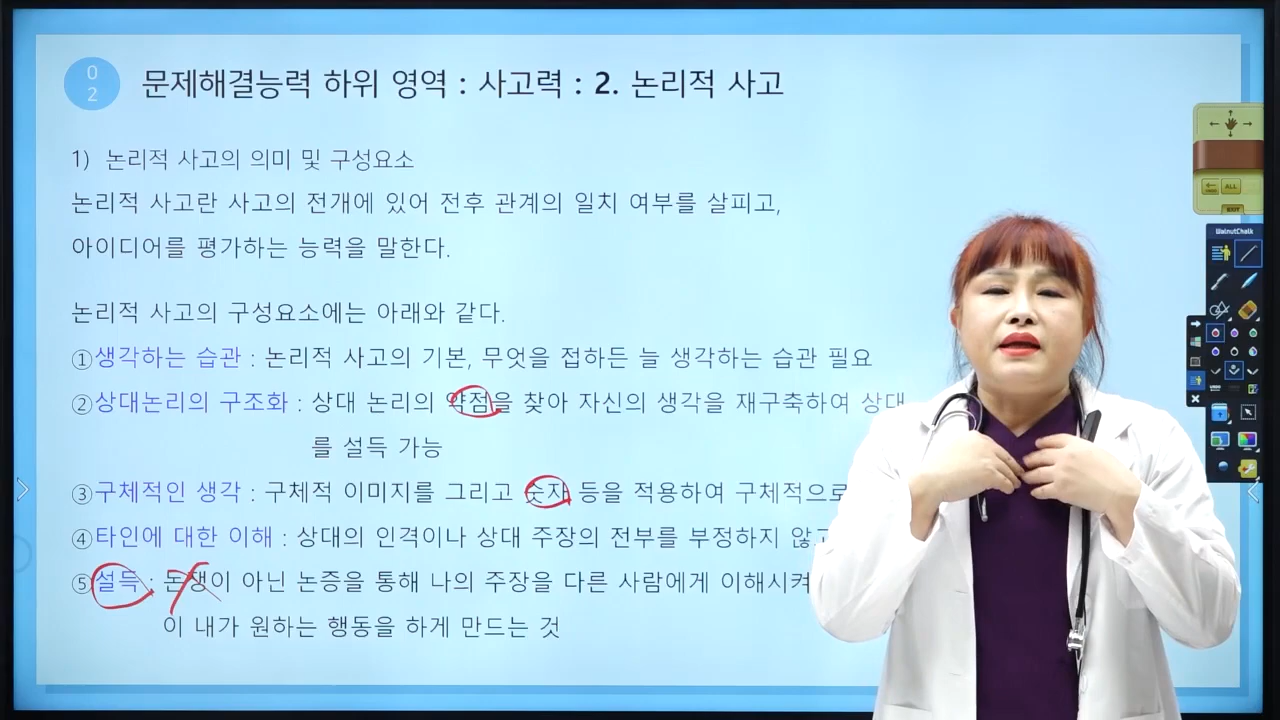 0
2
문제해결능력 하위 영역 : 사고력 : 2. 논리적 사고
1) 논리적 사고의 의미 및 구성요소
논리적 사고란 사고의 전개에 있어 전후 관계의 일치 여부를 살피고,
아이디어를 평가하는 능력을 말한다.
논리적 사고의 구성요소에는 아래와 같다.
①생각하는 습관 : 논리적 사고의 기본, 무엇을 접하든 늘 생각하는 습관 필요
②상대논리의 구조화 : 상대 논리의 약점을 찾아 자신의 생각을 재구축하여 상대
를 설득 가능
③구체적인 생각 : 구체적 이미지를 그리고 숫자 등을 적용하여 구체적으로
④타인에 대한 이해 : 상대의 인격이나 상대 주장의 전부를 부정하지 않고
⑤설득 : 논쟁이 아닌 논증을 통해 나의 주장을 다른 사람에게 이해시켜
이 내가 원하는 행동을 하게 만드는 것
ALL
EXIT
WalnutChalk